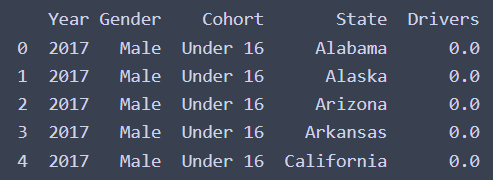 Year Gender Cohort State Drivers
0 2017 Male Under 16 Alabama 0.0
1 2017 Male Under 16 Alaska 0.0
2 2017 Male Under 16 Arizona 0.0
3 2017 Male Under 16 Arkansas 0.0
4 2017 Male Under 16 California 0.0